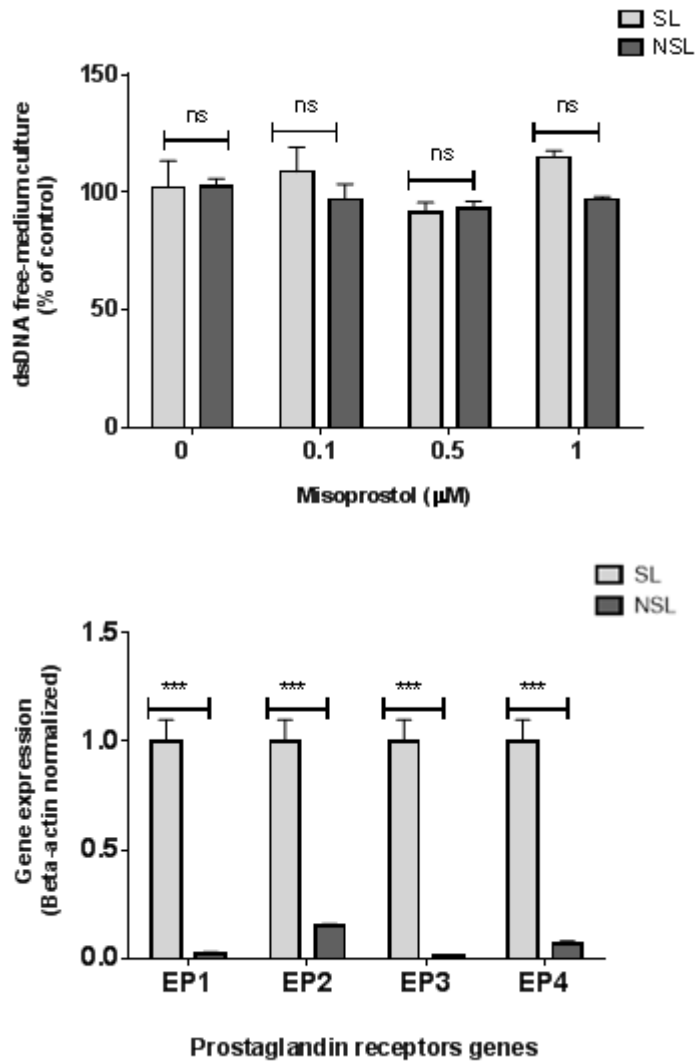 SL
NSL
dsDNA free-medium culture
(% of control)
150
100
50
0
ns
ns
ns
ns
0
0.1
0.5
1
Misoprostol (µM)
SL
NSL
Gene expression
(Beta-actin normalized)
1.5
1.0
0.5
0.0
***
***
***
***
EP1
EP2
EP3
EP4
Prostaglandin receptors genes